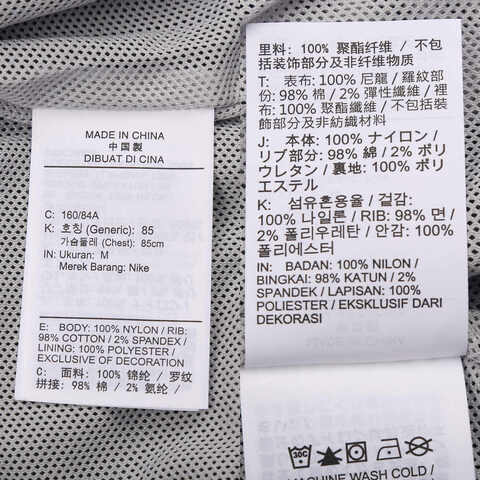 MADE IN CHINA
中国製
DIBUAT DI CINA
C: 160/84A
K: 호칭 (Generic): 85
가슴둘레 (Chest): 85cm
IN: Ukuran: M
Merek Barang: Nike
E: BODY: 100% NYLON / RIB:
98% COTTON / 2% SPANDEX /
LINING: 100% POLYESTER /
EXCLUSIVE OF DECORATION
C: 面料: 100% 锦纶 / 罗纹
拼接: 98% 棉 / 2% 氨纶 /
里料: 100% 聚酯纤维 / 不包
括装饰部分及非纤维物质
T: 表布: 100% 尼龍 / 羅紋部
份: 98% 棉 / 2% 彈性纖維 / 裡
布: 100% 聚酯纖維 / 不包括裝
飾部分及非紡織材料
J: 本体: 100% ナイロン /
リブ部分: 98% 綿 / 2% ポリ
ウレタン / 裏地: 100% ポリ
エステル
K: 섬유혼용율 / 겉감:
100% 나일론 / RIB: 98% 면 /
2% 폴리우레탄 / 안감: 100%
폴리에스터
IN: BADAN: 100% NILON /
BINGKAI: 98% KATUN / 2%
SPANDEK / LAPISAN: 100%
POLIESTER / EKSKLUSIF DARI
DEKORASI
30C
MACHINE WASH COLD /